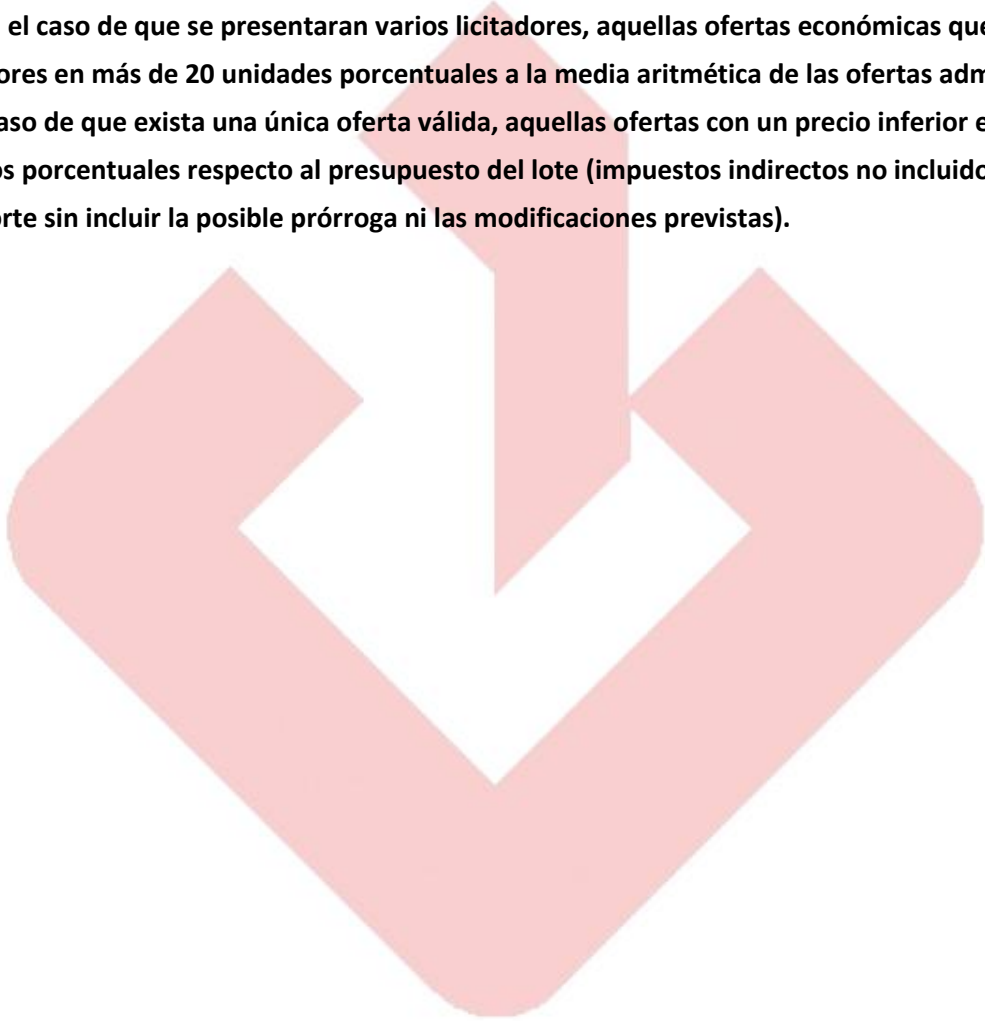 el caso de que se presentaran varios licitadores, aquellas ofertas económicas que
ores en más de 20 unidades porcentuales a la media aritmética de las ofertas adm
aso de que exista una única oferta válida, aquellas ofertas con un precio inferior e
os porcentuales respecto al presupuesto del lote (impuestos indirectos no incluido
orte sin incluir la posible prórroga ni las modificaciones previstas).